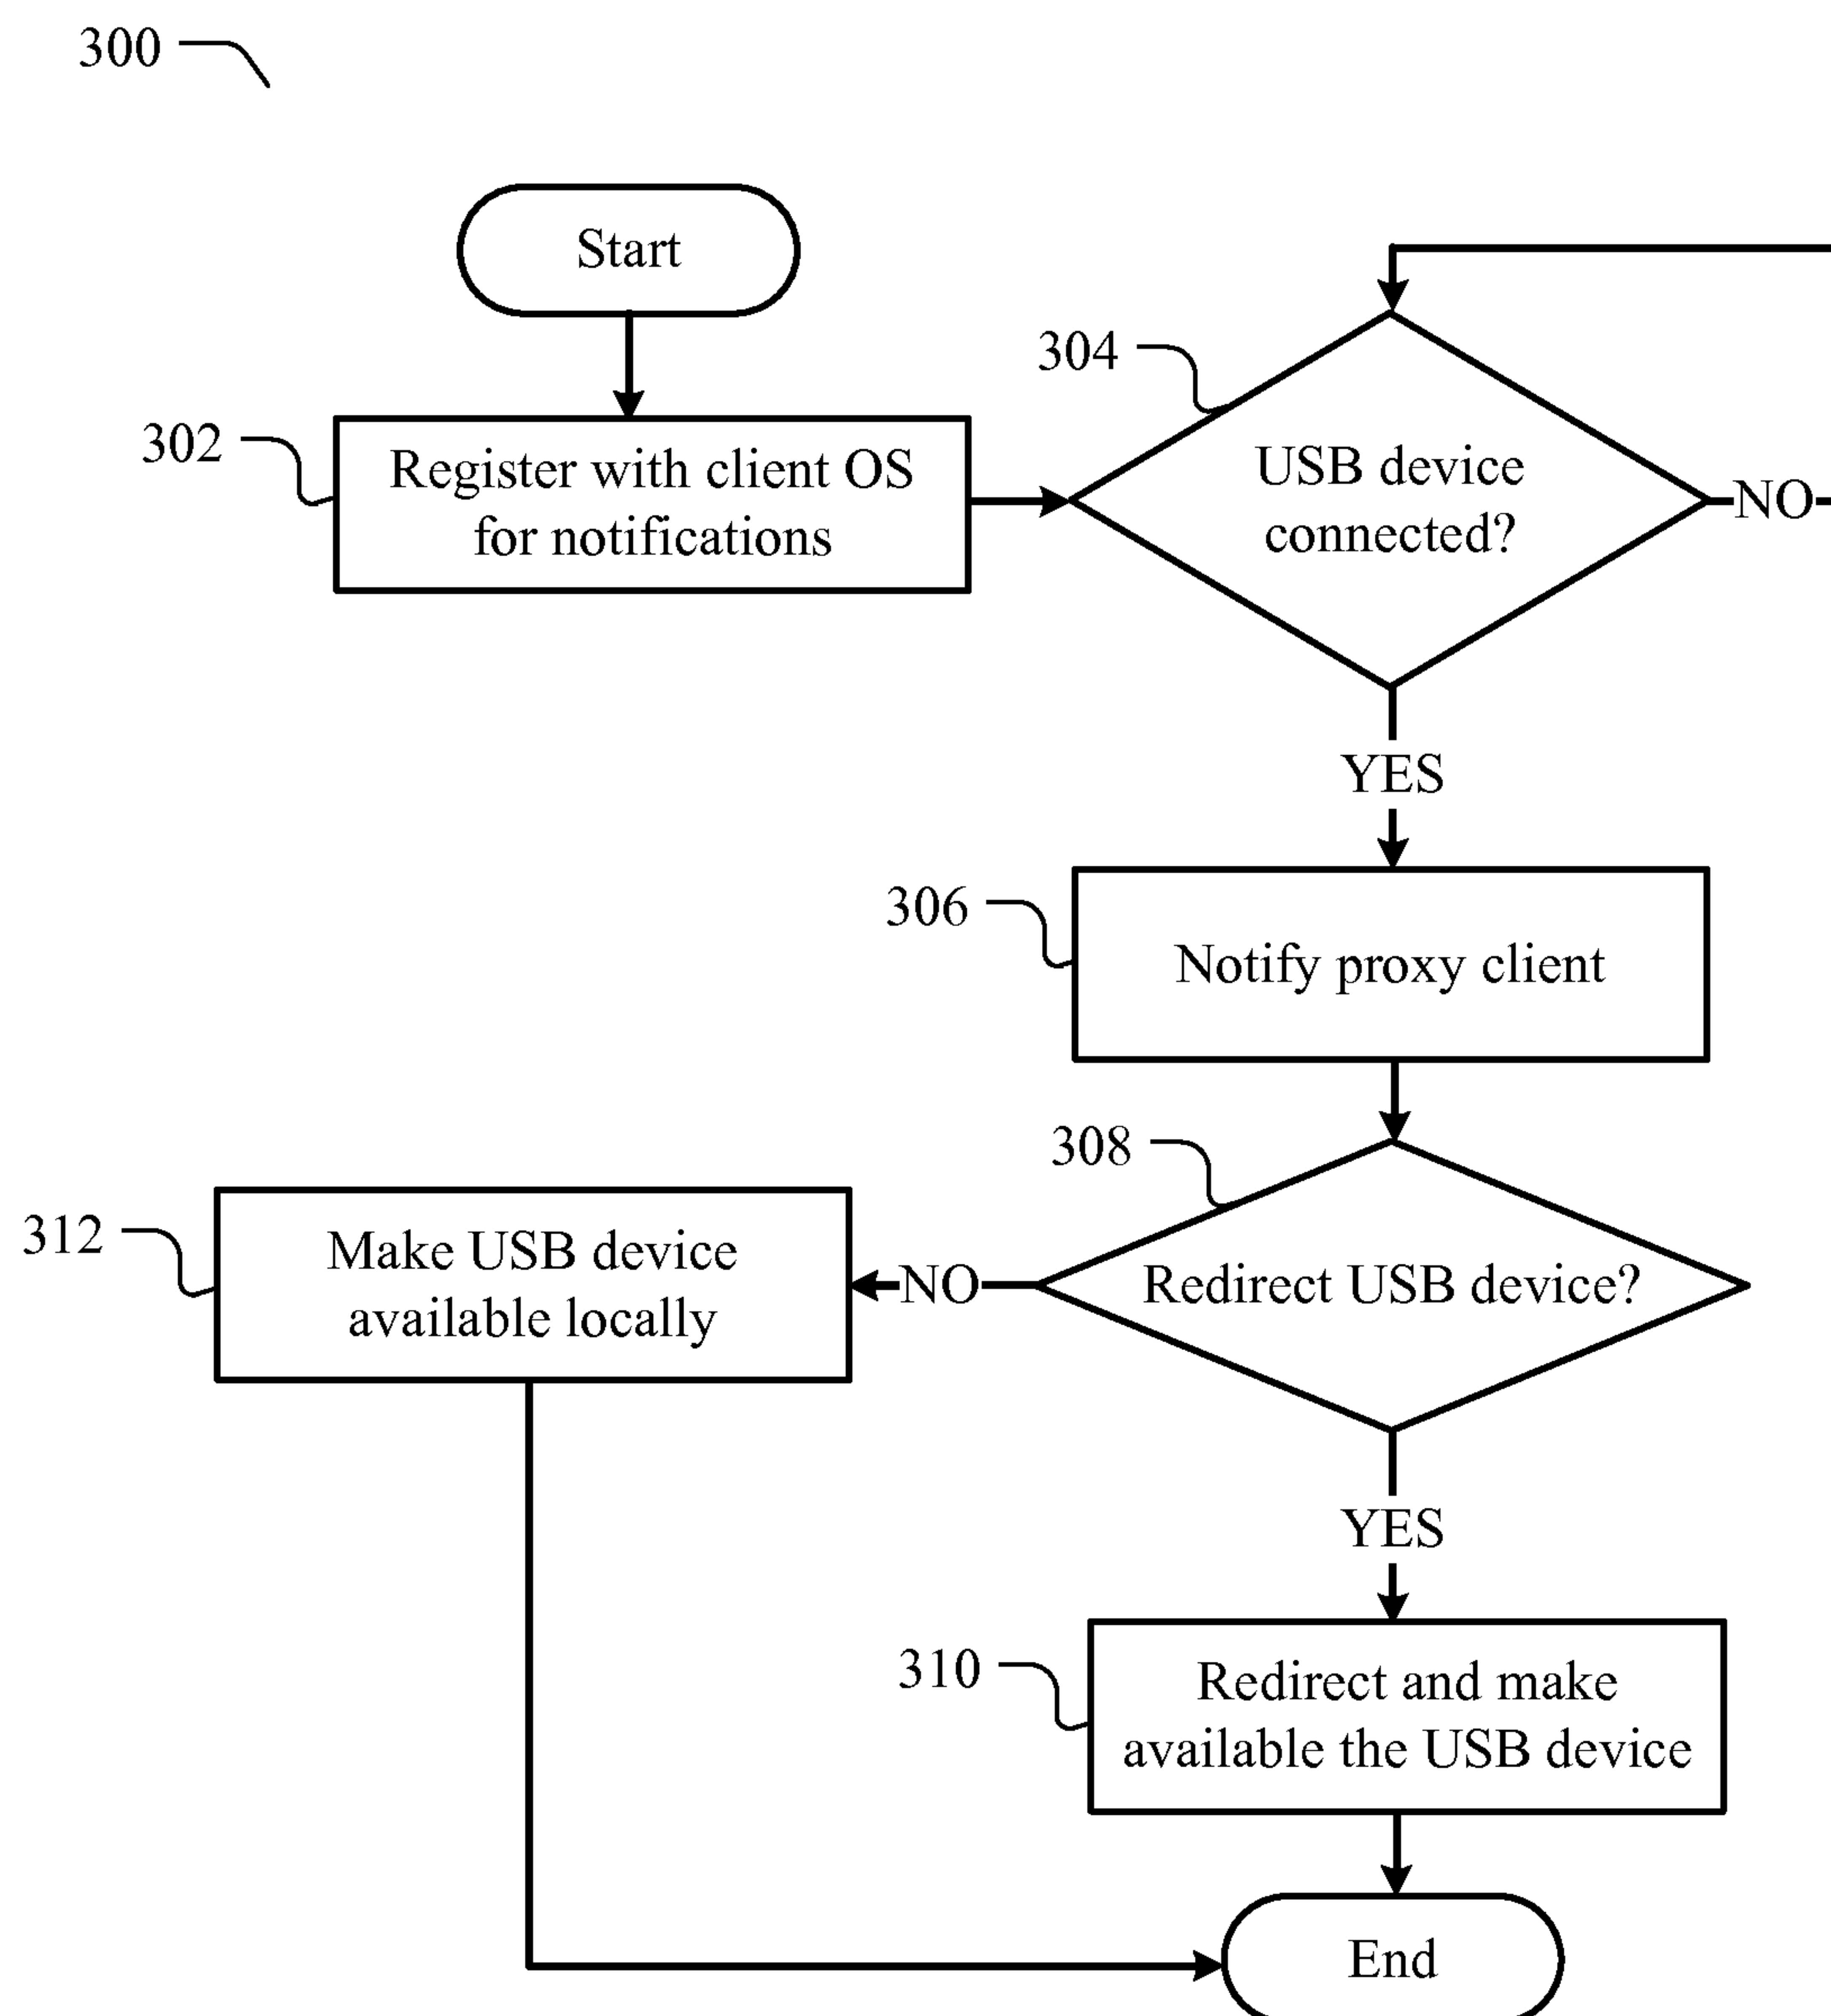 300
Start
302
Register with client OS
for notifications
304
USB device
connected?
NO
YES
306
Notify proxy client
308
Redirect USB device?
NO
312
Make USB device
available locally
YES
310
Redirect and make
available the USB device
End